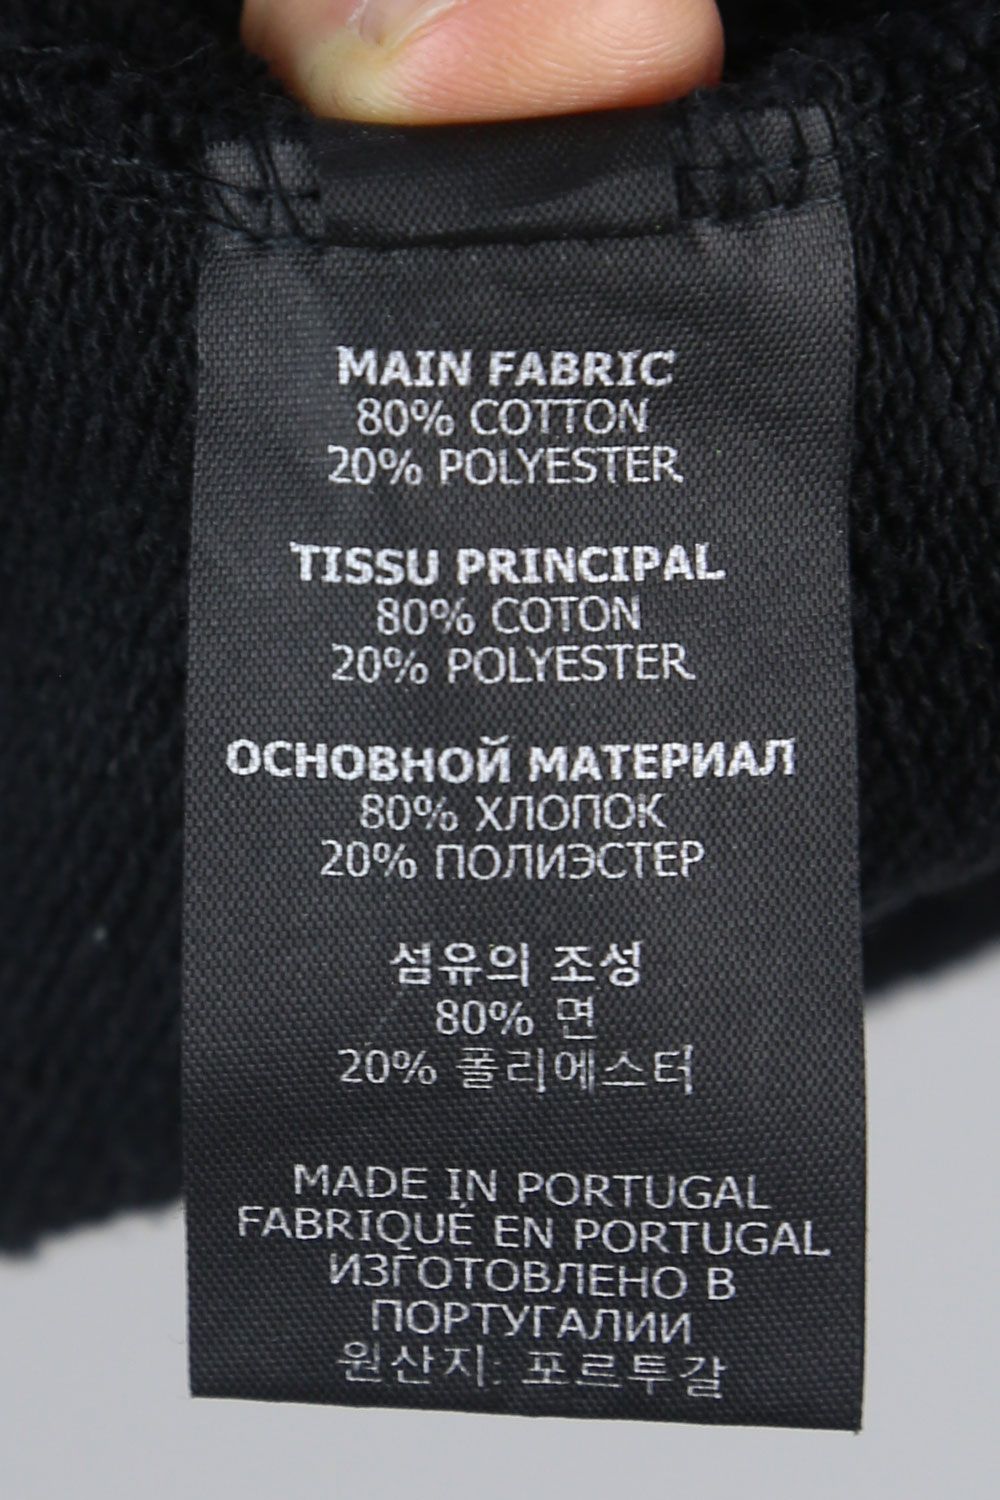 MAIN FABRIC
80% COTTON
20% POLYESTER
TISSU PRINCIPAL
80% COTON
20% POLYESTER
ОСНОВНОЙ МАТЕРИАЛ
80% ХЛОПОК
20% ПОЛИЭСТЕР
섬유의 조성
80% 면
20% 폴리에스터
MADE IN PORTUGAL
FABRIQUÉ EN PORTUGAL
ИЗГОТОВЛЕНО В
ПОРТУГАЛИИ
원산지: 포르투갈